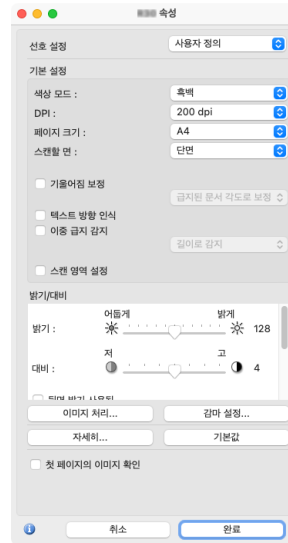 속성
선호 설정
사용자 정의
기본 설정
색상 모드 :
흑백
DPI :
200 dpi
페이지 크기 :
A4
스캔할 면 :
단면
기울어짐 보정
급지된 문서 각도로 보정
텍스트 방향 인식
이중 급지 감지
길이로 감지
스캔 영역 설정
밝기/대비
어둡게 밝게
밝기 : 128
저 고
대비 : 4
이미지 처리... 감마 설정...
자세히... 기본값
첫 페이지의 이미지 확인
취소 완료